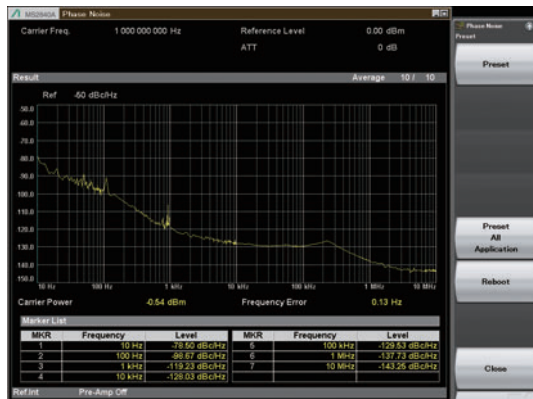 MS2840A Phase Noise
Carrier Freq. 1 000 000 000 Hz Reference Level 0.00 dBm
ATT 0 dB
Result Average 10 / 10
Ref -50 dBc/Hz
-50.0
-60.0
-70.0
-80.0
-90.0
100.0
110.0
120.0
130.0
140.0
150.0
10 Hz 100 Hz 1 kHz 10 kHz 100 kHz 1 MHz 10 MHz
Carrier Power -0.54 dBm Frequency Error 0.13 Hz
Marker List
MKR Frequency Level MKR Frequency Level
1 10 Hz -78.50 dBc/Hz 5 100 kHz -129.53 dBc/Hz
2 100 Hz -98.67 dBc/Hz 6 1 MHz -137.73 dBc/Hz
3 1 kHz -119.23 dBc/Hz 7 10 MHz -143.25 dBc/Hz
4 10 kHz -126.03 dBc/Hz
Ref.Int Pre-Amp Off
Phase Noise
Preset
Preset
Preset
All
Application
Reboot
Close